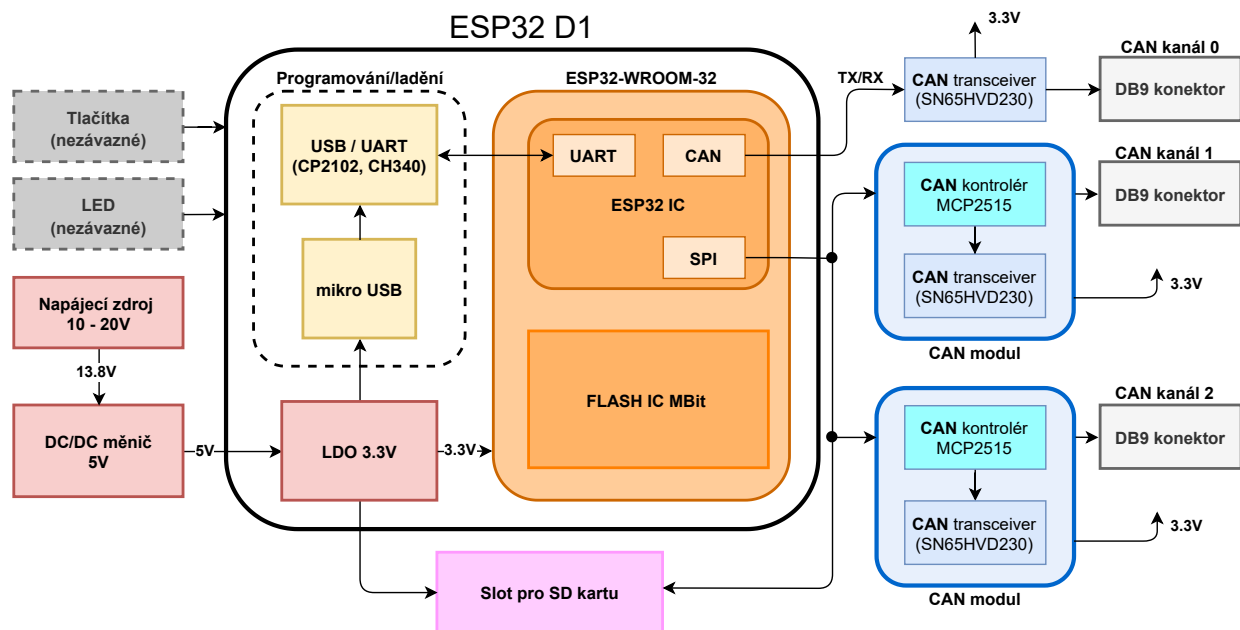 ESP32 D1
Tlačítka
(nezávazné)
LED
(nezávazné)
Napájecí zdroj
10 - 20V
13.8V
DC/DC měnič
5V
5V
Programování/ladění
USB / UART
(CP2102, CH340)
mikro USB
LDO 3.3V
3.3V
ESP32-WROOM-32
UART
CAN
ESP32 IC
SPI
FLASH IC MBit
Slot pro SD kartu
TX/RX
3.3V
CAN transceiver
(SN65HVD230)
CAN kanál 0
DB9 konektor
CAN kontrolér
MCP2515
CAN transceiver
(SN65HVD230)
CAN modul
CAN kanál 1
DB9 konektor
3.3V
CAN kontrolér
MCP2515
CAN transceiver
(SN65HVD230)
CAN modul
CAN kanál 2
DB9 konektor
3.3V